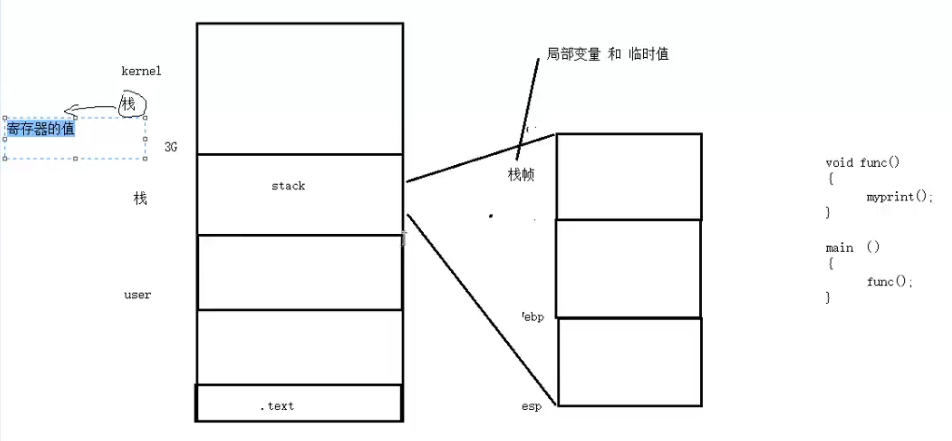 局部变量 和 临时值
kernel
栈
寄存器的值
3G
栈
stack
栈帧
user
ebp
.text
esp
void func()
{
myprint();
}
main ()
{
func();
}